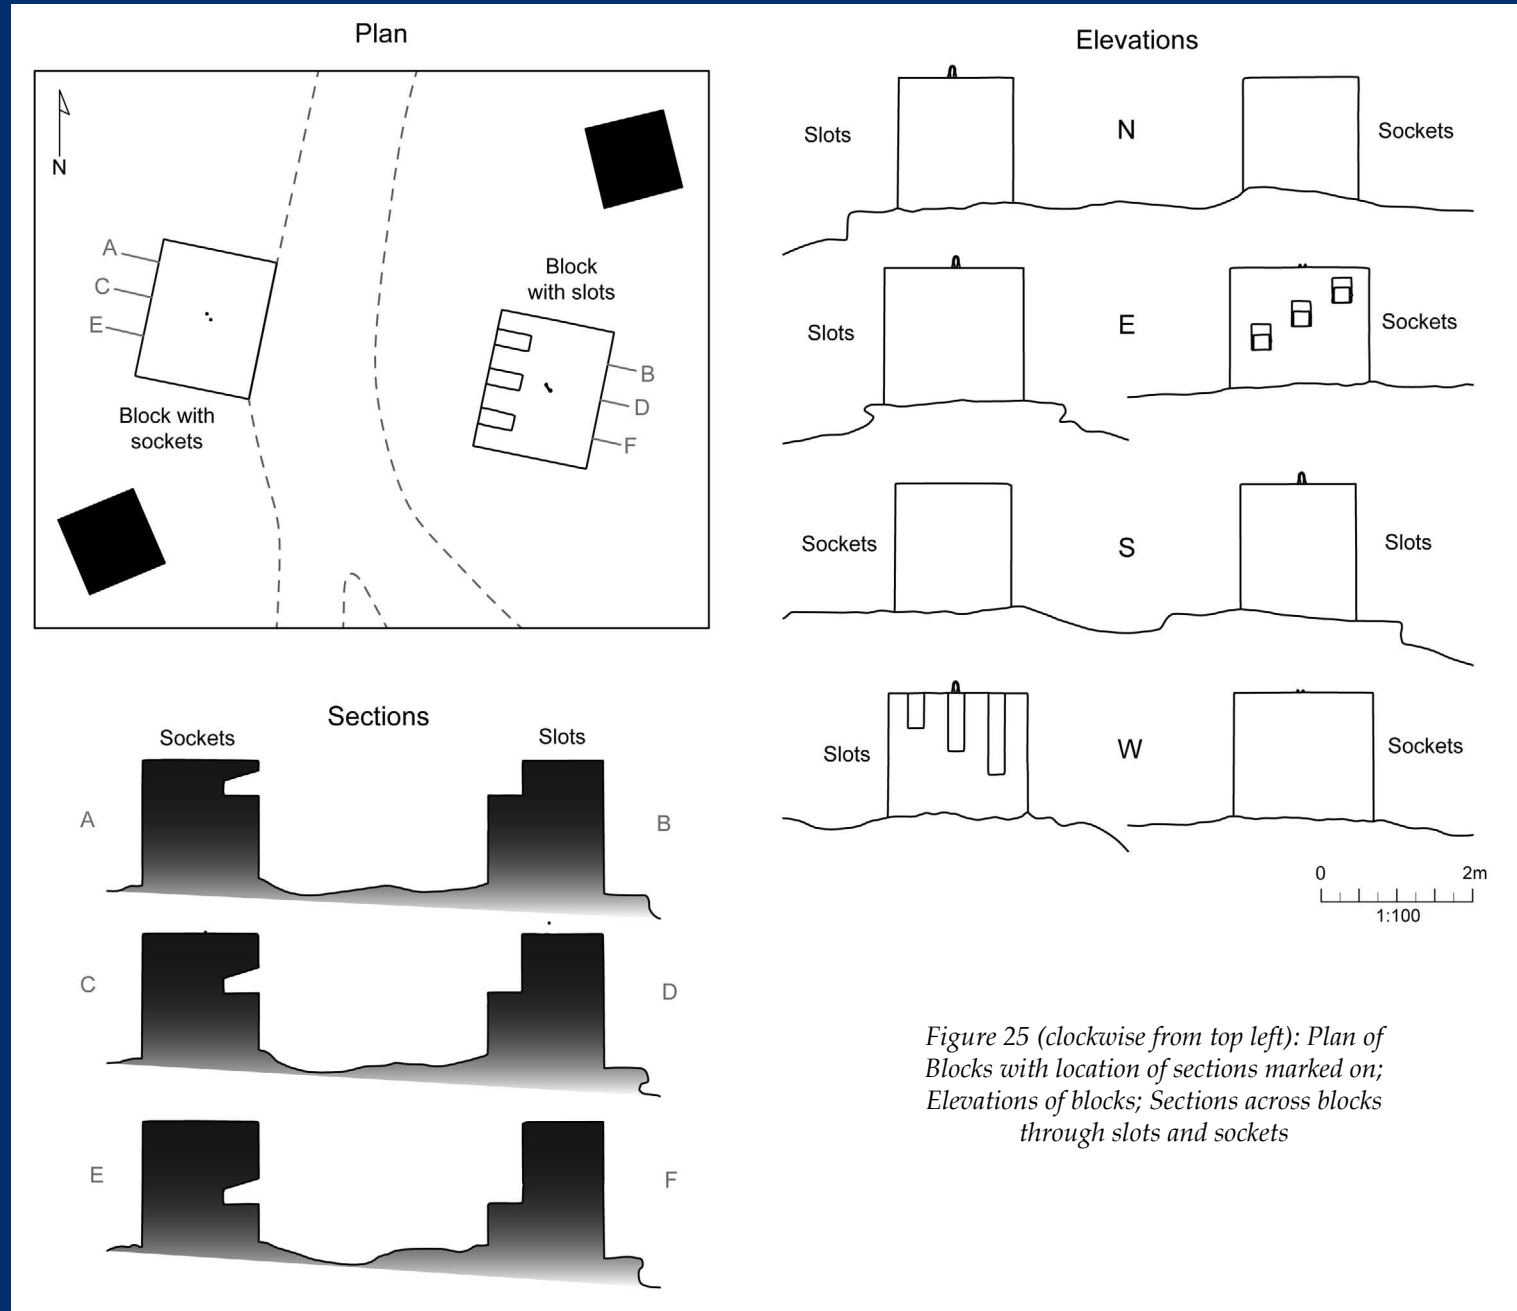 Plan
N
A
C
E
Block with
sockets
Block
with slots
B
D
F
Elevations
Slots
N
Sockets
Slots
E
Sockets
Sockets
S
Slots
Slots
W
Sockets
0 2m
1:100
Sections
Sockets
Slots
A
B
C
D
E
F
Figure 25 (clockwise from top left): Plan of
Blocks with location of sections marked on;
Elevations of blocks; Sections across blocks
through slots and sockets